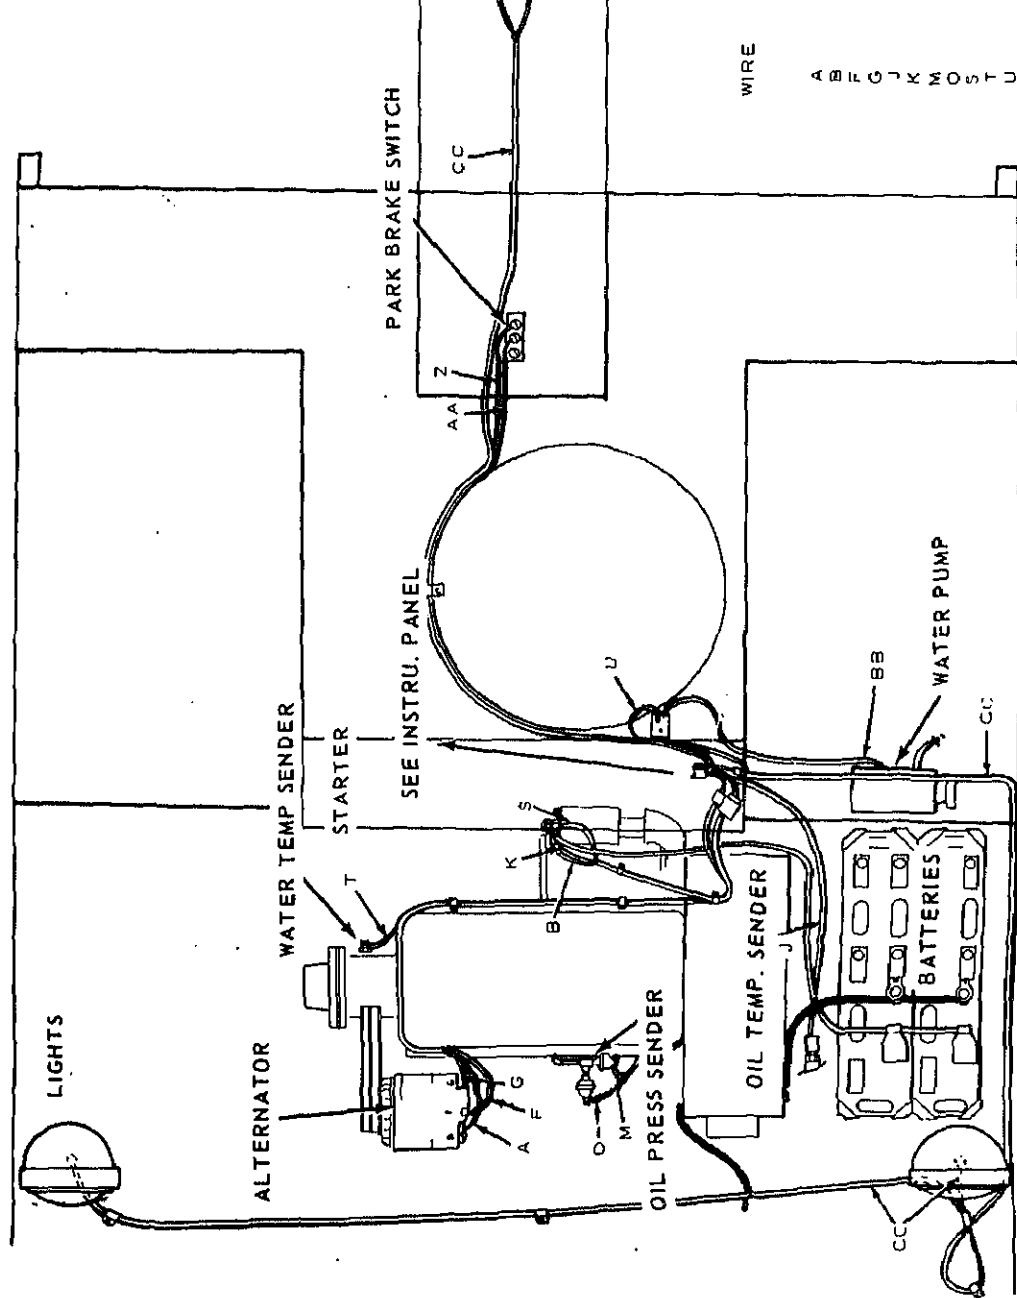 LIGHTS
ALTERNATOR
WATER TEMP SENDER
STARTER
T
PARK BRAKE SWITCH
SEE INSTRU. PANEL
Z
AA
CC
K
G
S
A
F
B
O
U
M
OIL PRESS SENDER
WIRE
OIL TEMP. SENDER
J
A
B
F
G
J
K
M
O
S
T
U
BB
CC
BATTERIES
WATER PUMP
CC